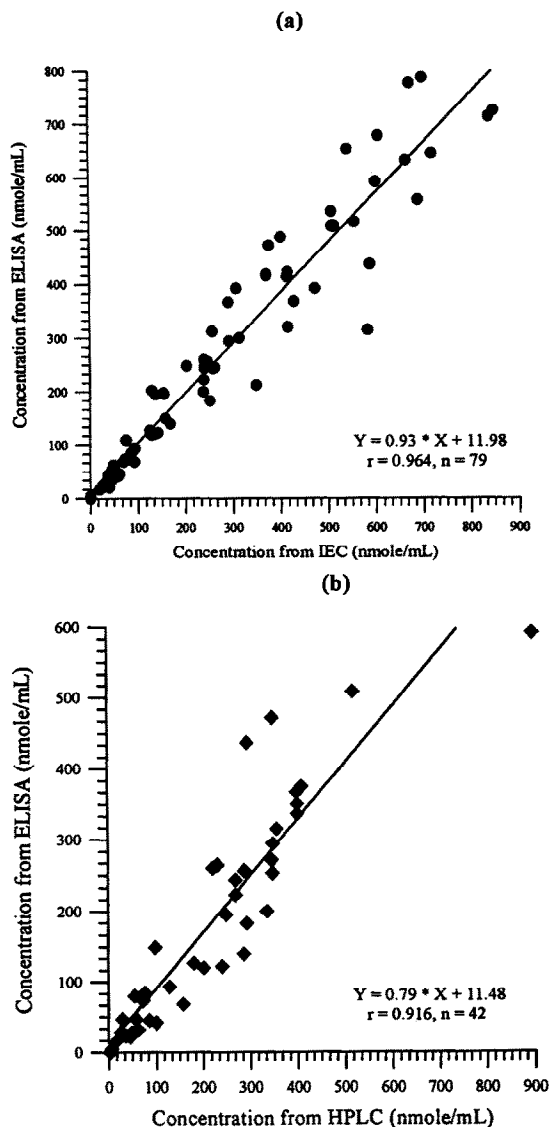 (a)
Concentration from ELISA (nmole/mL)
800
700
600
500
400
300
200
100
0
Y = 0.93 * X + 11.98
r = 0.964, n = 79
0 100 200 300 400 500 600 700 800 900
Concentration from IEC (nmole/mL)
(b)
Concentration from ELISA (nmole/mL)
600
500
400
300
200
100
0
Y = 0.79 * X + 11.48
r = 0.916, n = 42
0 100 200 300 400 500 600 700 800 900
Concentration from HPLC (nmole/mL)